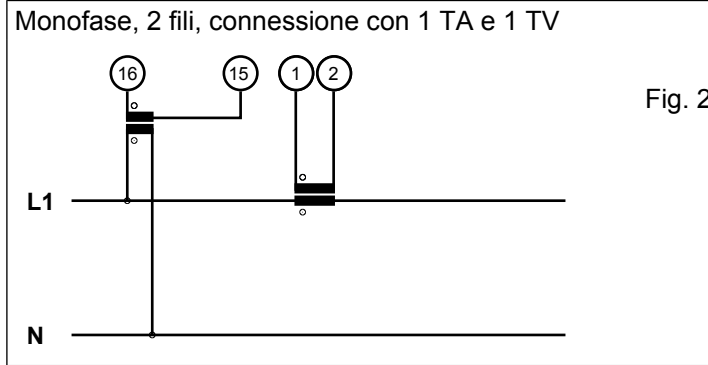 Monofase, 2 fili, connessione con 1 TA e 1 TV
16 15 1 2
Fig. 2
L1
N